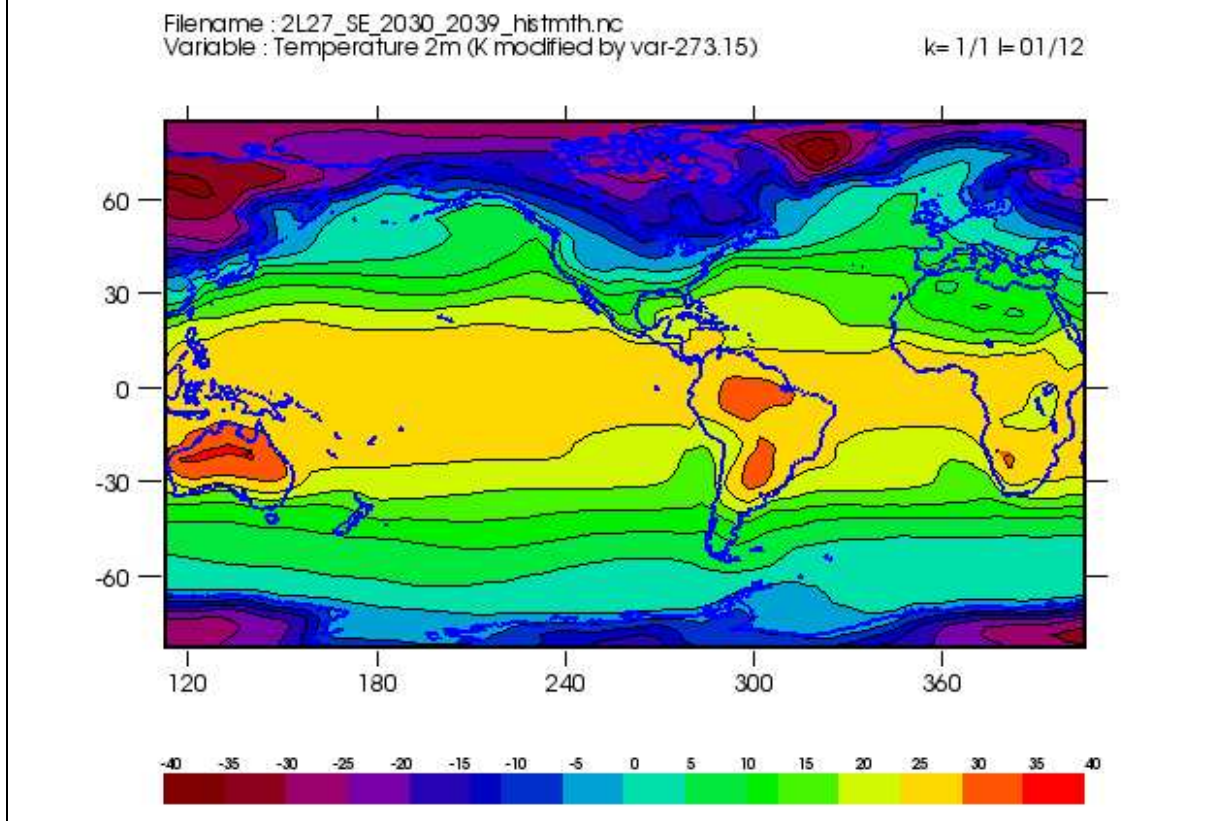 Filename : 2L27_SE_2030_2039_histmth.nc
Variable : Temperature 2m (K modified by var-273.15)
k= 1/1 l= 01/12
60
30
0
-30
-60
120 180 240 300 360
-40 -35 -30 -25 -20 -15 -10 -5 0 5 10 15 20 25 30 35 40